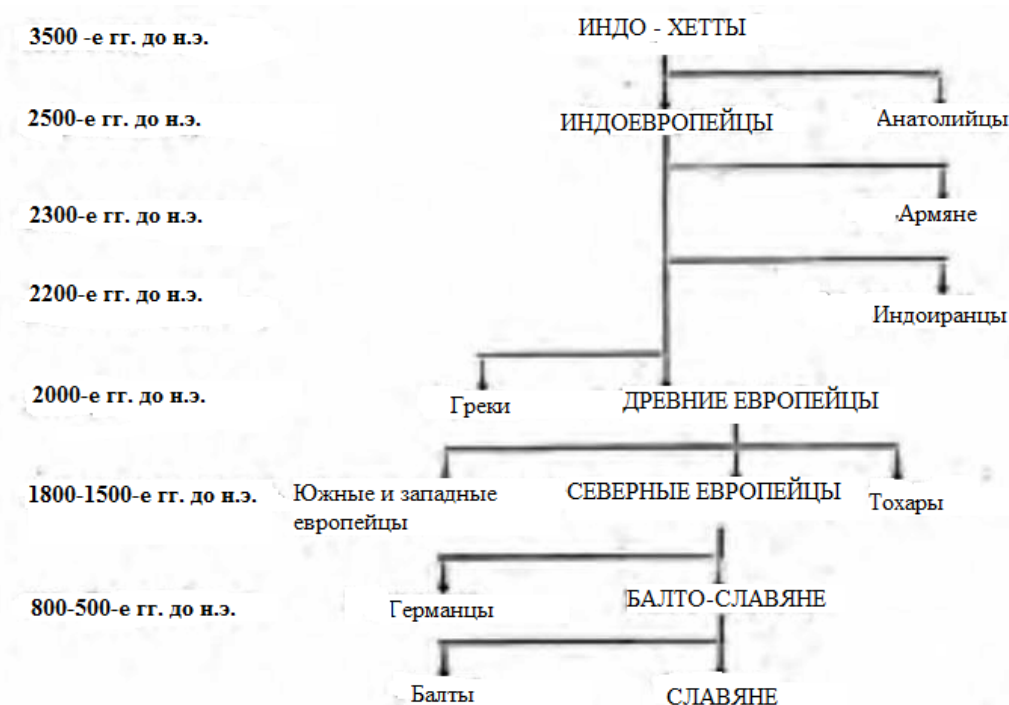 ИНДО - ХЕТТЫ
3500 -е гг. до н.э.
2500-е гг. до н.э.
ИНДОЕВРОПЕЙЦЫ
Анатолийцы
2300-е гг. до н.э.
Армяне
2200-е гг. до н.э.
Индоиранцы
2000-е гг. до н.э.
Греки
ДРЕВНИЕ ЕВРОПЕЙЦЫ
1800-1500-е гг. до н.э.
Южные и западные
европейцы
СЕВЕРНЫЕ ЕВРОПЕЙЦЫ
Тохары
800-500-е гг. до н.э.
Германцы
БАЛТО-СЛАВЯНЕ
Балты
СЛАВЯНЕ